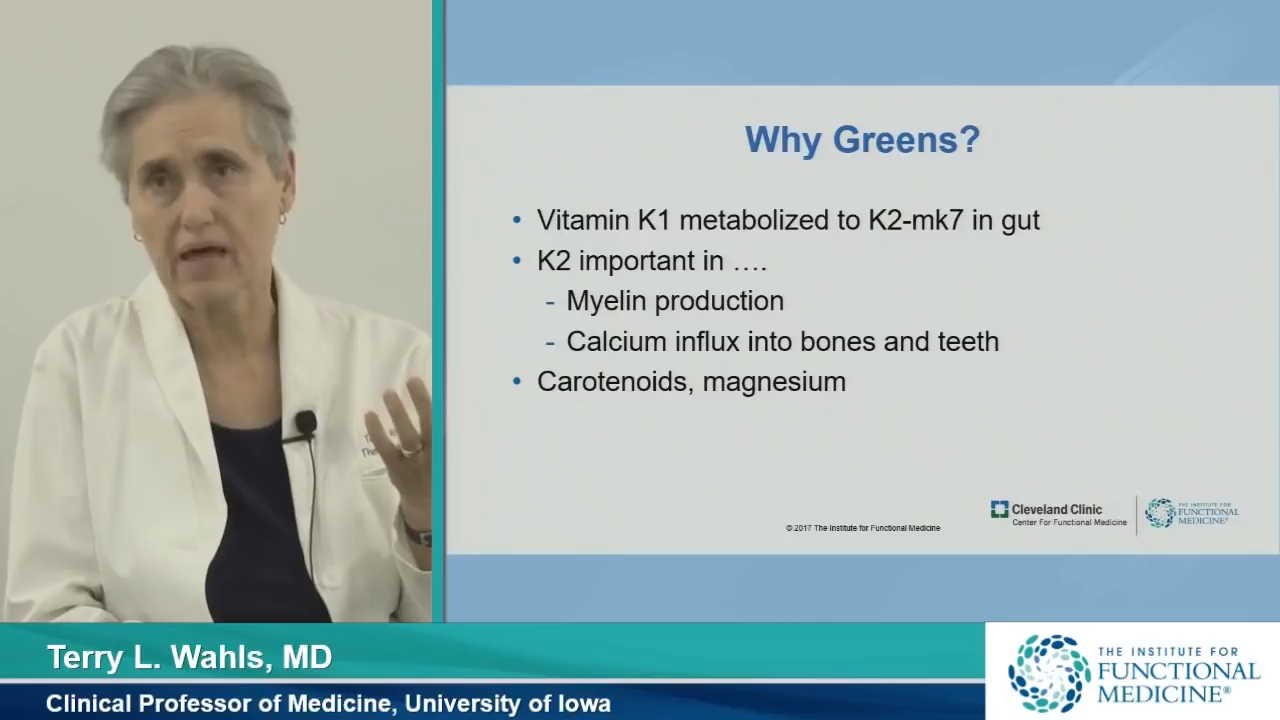 Why Greens?
• Vitamin K1 metabolized to K2-mk7 in gut
• K2 important in ….
- Myelin production
- Calcium influx into bones and teeth
• Carotenoids, magnesium
© 2017 The Institute for Functional Medicine
Cleveland Clinic
Center For Functional Medicine
THE INSTITUTE FOR
FUNCTIONAL
MEDICINE®
Terry L. Wahls, MD
Clinical Professor of Medicine, University of Iowa
THE INSTITUTE FOR
FUNCTIONAL
MEDICINE®